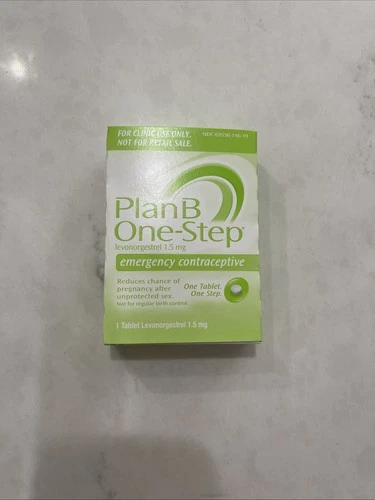 FOR CLINIC USE ONLY.
NOT FOR RETAIL SALE.
PlanB
One-Step®
levonorgestrel 1.5 mg
emergency contraceptive
Reduces chance of
pregnancy after
unprotected sex.
Not for regular birth control.
One Tablet.
One Step.
1 Tablet Levonorgestrel 1.5 mg